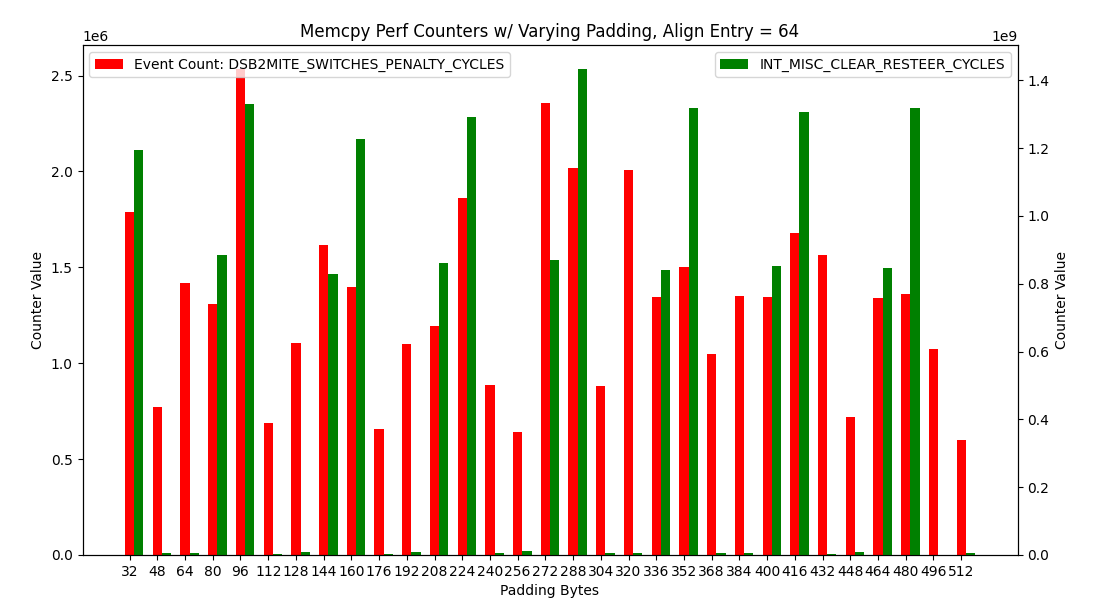 Memcpy Perf Counters w/ Varying Padding, Align Entry = 64
1e6
1e9
Event Count: DSB2MITE_SWITCHES_PENALTY_CYCLES
INT_MISC_CLEAR_RESTEER_CYCLES
2.5
2.0
1.5
1.0
0.5
0.0
Counter Value
1.4
1.2
1.0
0.8
0.6
0.4
0.2
0.0
Counter Value
32 48 64 80 96 112 128 144 160 176 192 208 224 240 256 272 288 304 320 336 352 368 384 400 416 432 448 464 480 496 512
Padding Bytes